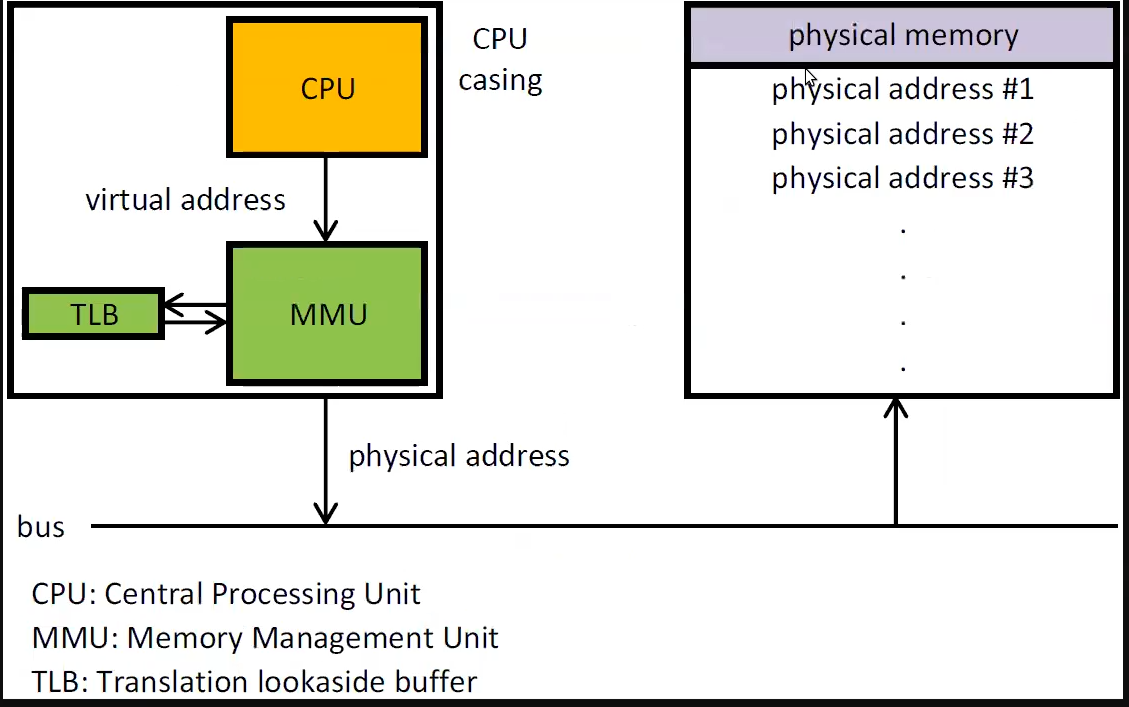 CPU
CPU
casing
virtual address
TLB
MMU
physical address
bus
physical memory
physical address #1
physical address #2
physical address #3
.
.
.
.
CPU: Central Processing Unit
MMU: Memory Management Unit
TLB: Translation lookaside buffer